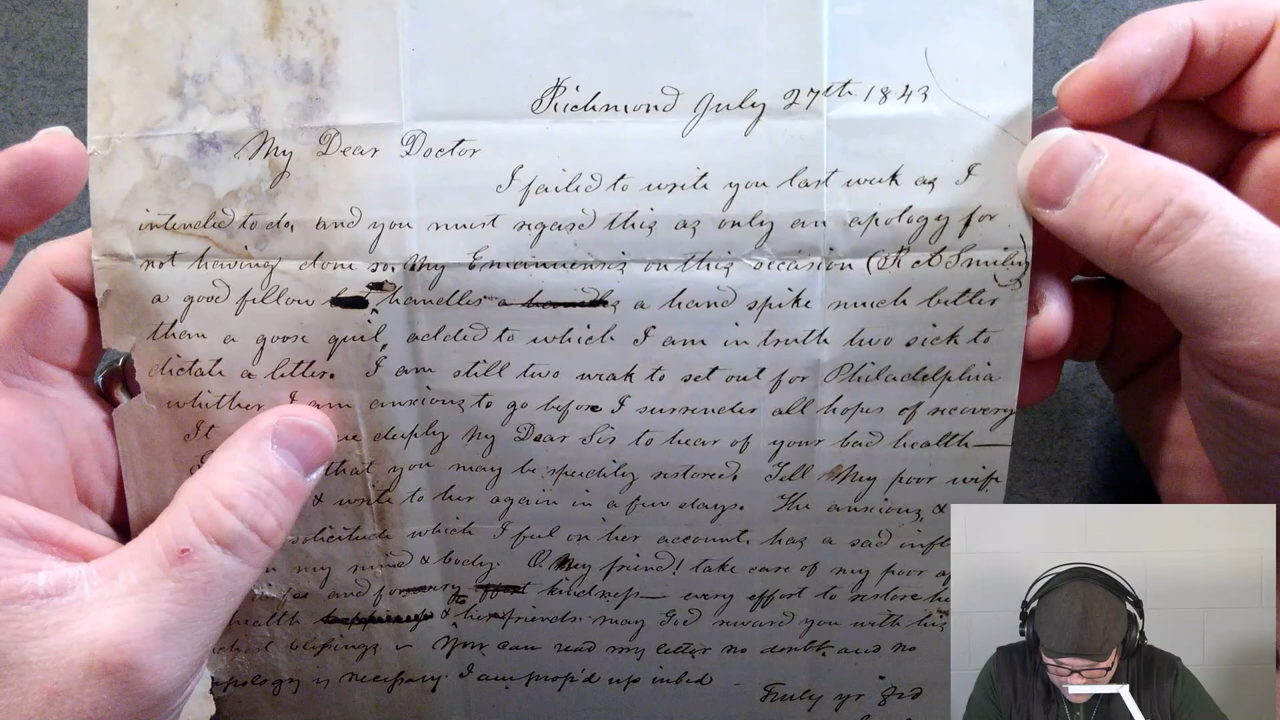 Richmond July 27th 1843
My Dear Doctor
I failed to write you last week as I
intended to do, and you must regard this as only an apology for
not having done so, My Emanuensis on this occasion (R A Smiley)
a good fellow handles a hand spike much better
than a goose quil, added to which I am in truth two sick to
dictate a letter. I am still two weak to set out for Philadelphia
whither I am anxious to go before I surrender all hopes of recovery
It deeply My Dear Sir to hear of your bad health—
that you may be speedily restored. Tell My poor wife
& write to her again in a few days. The anxious, &
solicitude which I feel on her account, has a sad
my mind & body. O. My friend! take care of my poor
and for every kindness— every effort to restore
health to & her friends. may God reward you with his
blessings You can read my letter no doubt, and no
apology is necessary. I am prop'd up in bed
Truly yr Frd